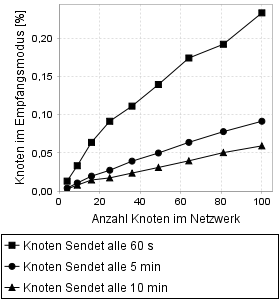 Knoten im Empfangsmodus [%]
0,20
0,15
0,10
0,05
0,00
0 20 40 60 80 100
Anzahl Knoten im Netzwerk
Knoten Sendet alle 60 s
Knoten Sendet alle 5 min
Knoten Sendet alle 10 min